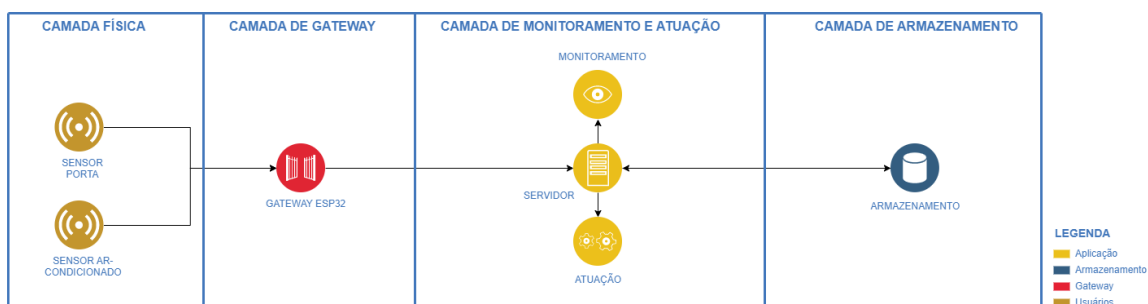 CAMADA FÍSICA
CAMADA DE GATEWAY
CAMADA DE MONITORAMENTO E ATUAÇÃO
CAMADA DE ARMAZENAMENTO
MONITORAMENTO
SENSOR
PORTA
GATEWAY ESP32
SERVIDOR
ARMAZENAMENTO
SENSOR AR-
CONDICIONADO
ATUAÇÃO
LEGENDA
Aplicação
Armazenamento
Gateway
Usuários